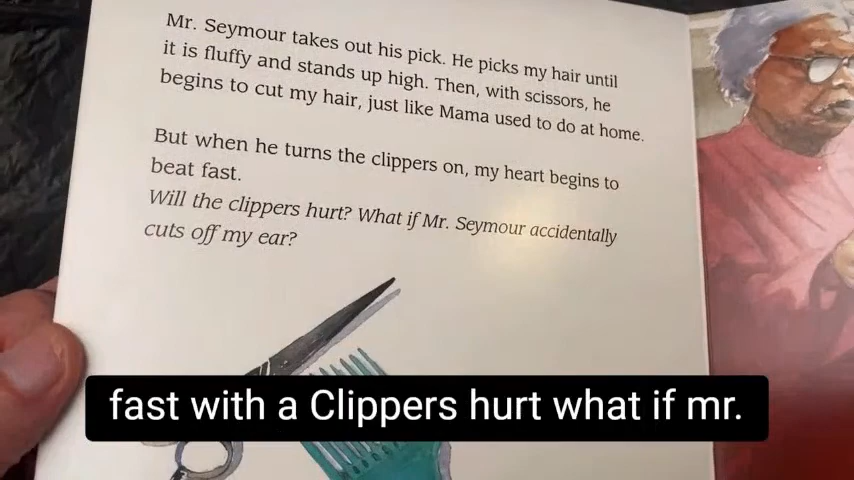 Mr. Seymour takes out his pick. He picks my hair until
it is fluffy and stands up high. Then, with scissors, he
begins to cut my hair, just like Mama used to do at home.
But when he turns the clippers on, my heart begins to
beat fast.
Will the clippers hurt? What if Mr. Seymour accidentally
cuts off my ear?
fast with a Clippers hurt what if mr.